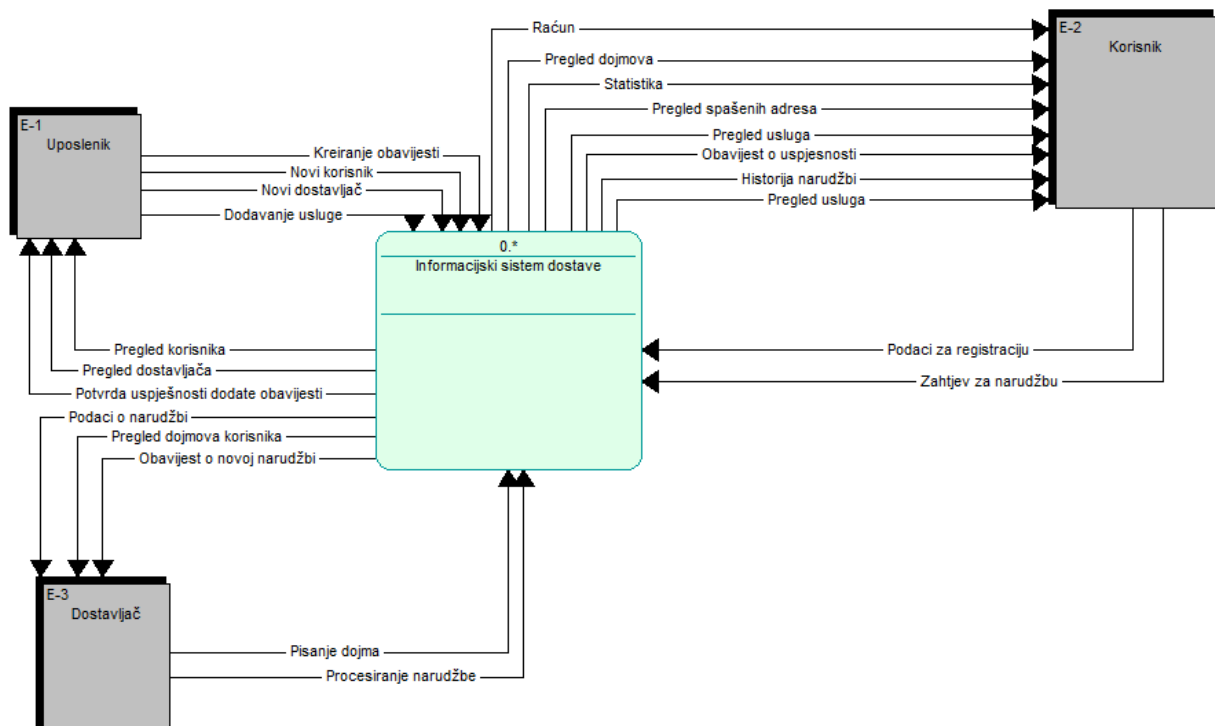 Raćun
E-2
Korisnik
Pregled dojmova
Statistika
Pregled spašenih adresa
E-1
Uposlenik
Pregled usluga
Kreiranje obavijesti
Obavijest o uspjesnosti
Novi korisnik
Historija narudžbi
Novi dostavljač
Pregled usluga
Dodavanje usluge
0.*
Informacijski sistem dostave
Pregled korisnika
Podaci za registraciju
Pregled dostavljača
Zahtjev za narudžbu
Potvrda uspješnosti dodate obavijesti
Podaci o narudžbi
Pregled dojmova korisnika
Obavijest o novoj narudžbi
E-3
Dostavljač
Pisanje dojma
Procesiranje narudžbe